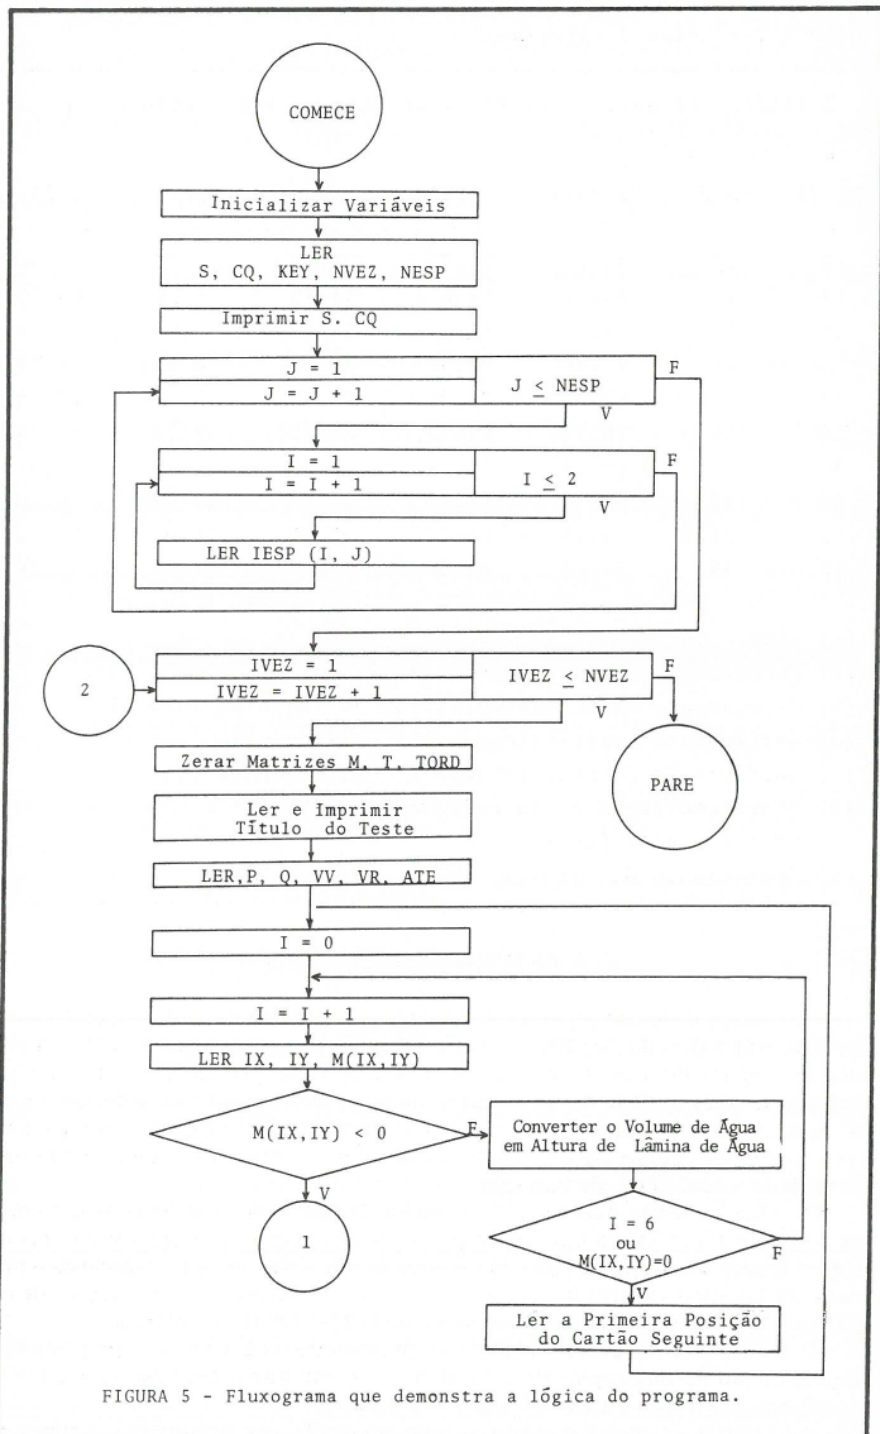 COMECE
Inicializar Variáveis
LER
S, CQ, KEY, NVEZ, NESP
Imprimir S. CQ
J = 1
J = J + 1
J ≤ NESP
F
V
I = 1
I = I + 1
I ≤ 2
F
V
LER IESP (I, J)
2
IVEZ = 1
IVEZ = IVEZ + 1
IVEZ ≤ NVEZ
F
V
PARE
Zerar Matrizes M, T, TORD
Ler e Imprimir
Título do Teste
LER,P, Q, VV, VR, ATE
I = 0
I = I + 1
LER IX, IY, M(IX,IY)
M(IX,IY) < 0
F
V
1
Converter o Volume de Água
em Altura de Lâmina de Água
I = 6
ou
M(IX,IY)=0
F
V
Ler a Primeira Posição
do Cartão Seguinte
FIGURA 5 - Fluxograma que demonstra a lógica do programa.